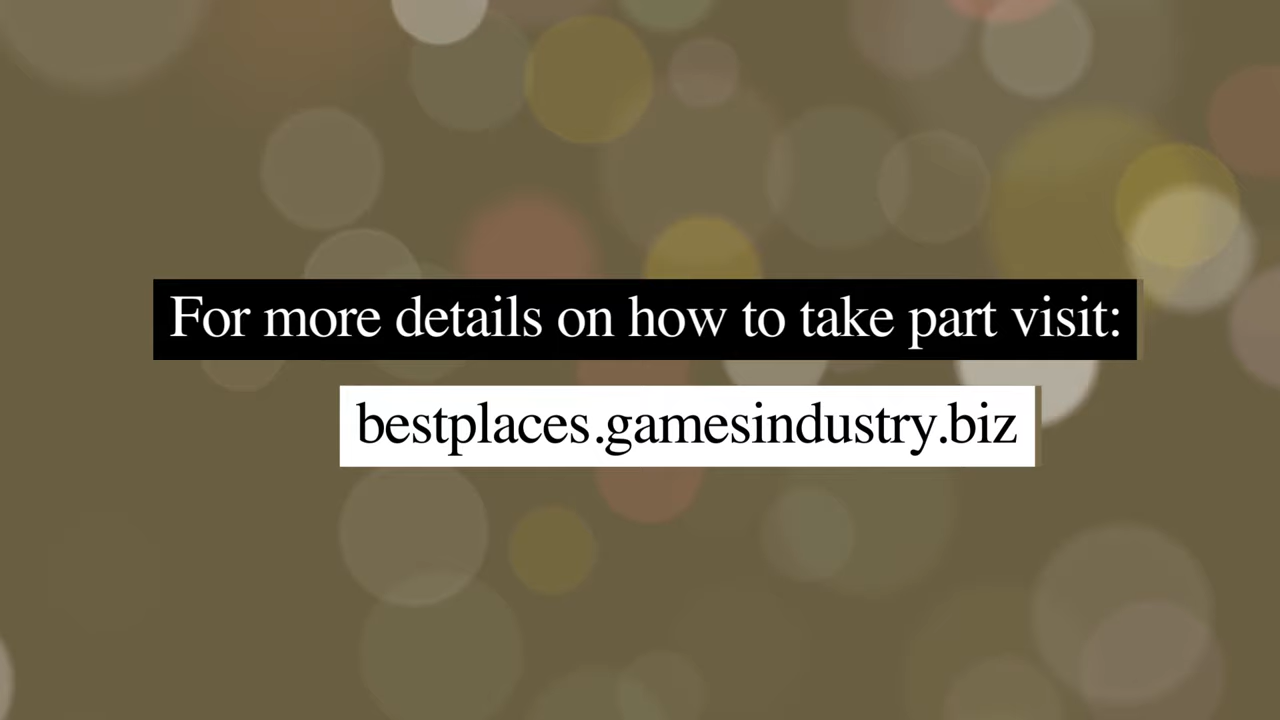 For more details on how to take part visit:
bestplaces.gamesindustry.biz